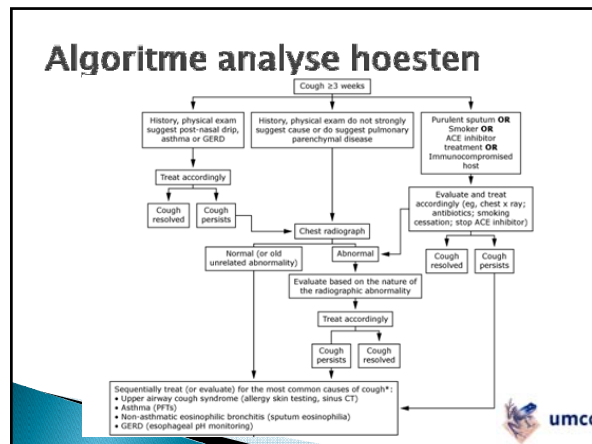 Algoritme analyse hoesten
Cough ≥3 weeks
History, physical exam
suggest post-nasal drip,
asthma or GERD
History, physical exam do not strongly
suggest cause or do suggest pulmonary
parenchymal disease
Purulent sputum OR
Smoker OR
ACE inhibitor
treatment OR
Immunocompromised
host
Treat accordingly
Cough
resolved
Cough
persists
Evaluate and treat
accordingly (eg, chest x ray;
antibiotics; smoking
cessation; stop ACE inhibitor)
Chest radiograph
Normal (or old
unrelated abnormality)
Abnormal
Cough
resolved
Cough
persists
Evaluate based on the nature of
the radiographic abnormality
Treat accordingly
Cough
persists
Cough
resolved
Sequentially treat (or evaluate) for the most common causes of cough*:
• Upper airway cough syndrome (allergy skin testing, sinus CT)
• Asthma (PFTs)
• Non-asthmatic eosinophilic bronchitis (sputum eosinophilia)
• GERD (esophageal pH monitoring)
umco